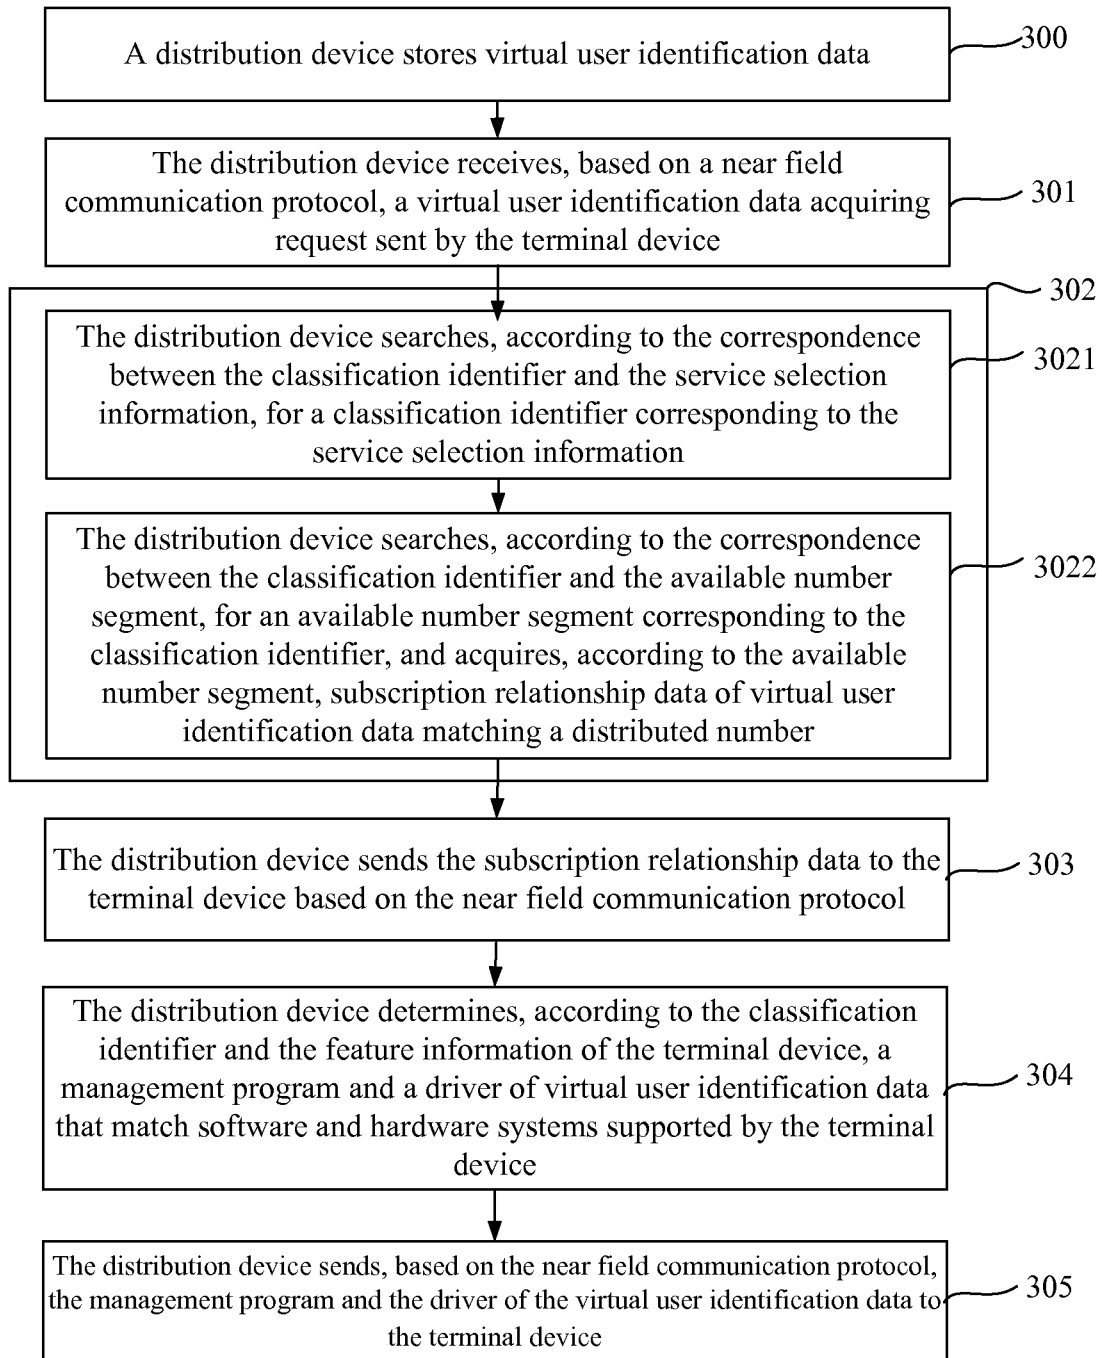 A distribution device stores virtual user identification data
300
The distribution device receives, based on a near field
communication protocol, a virtual user identification data acquiring
request sent by the terminal device
301
302
The distribution device searches, according to the correspondence
between the classification identifier and the service selection
information, for a classification identifier corresponding to the
service selection information
3021
The distribution device searches, according to the correspondence
between the classification identifier and the available number
segment, for an available number segment corresponding to the
classification identifier, and acquires, according to the available
number segment, subscription relationship data of virtual user
identification data matching a distributed number
3022
The distribution device sends the subscription relationship data to the
terminal device based on the near field communication protocol
303
The distribution device determines, according to the classification
identifier and the feature information of the terminal device, a
management program and a driver of virtual user identification data
that match software and hardware systems supported by the terminal
device
304
The distribution device sends, based on the near field communication protocol,
the management program and the driver of the virtual user identification data to
the terminal device
305